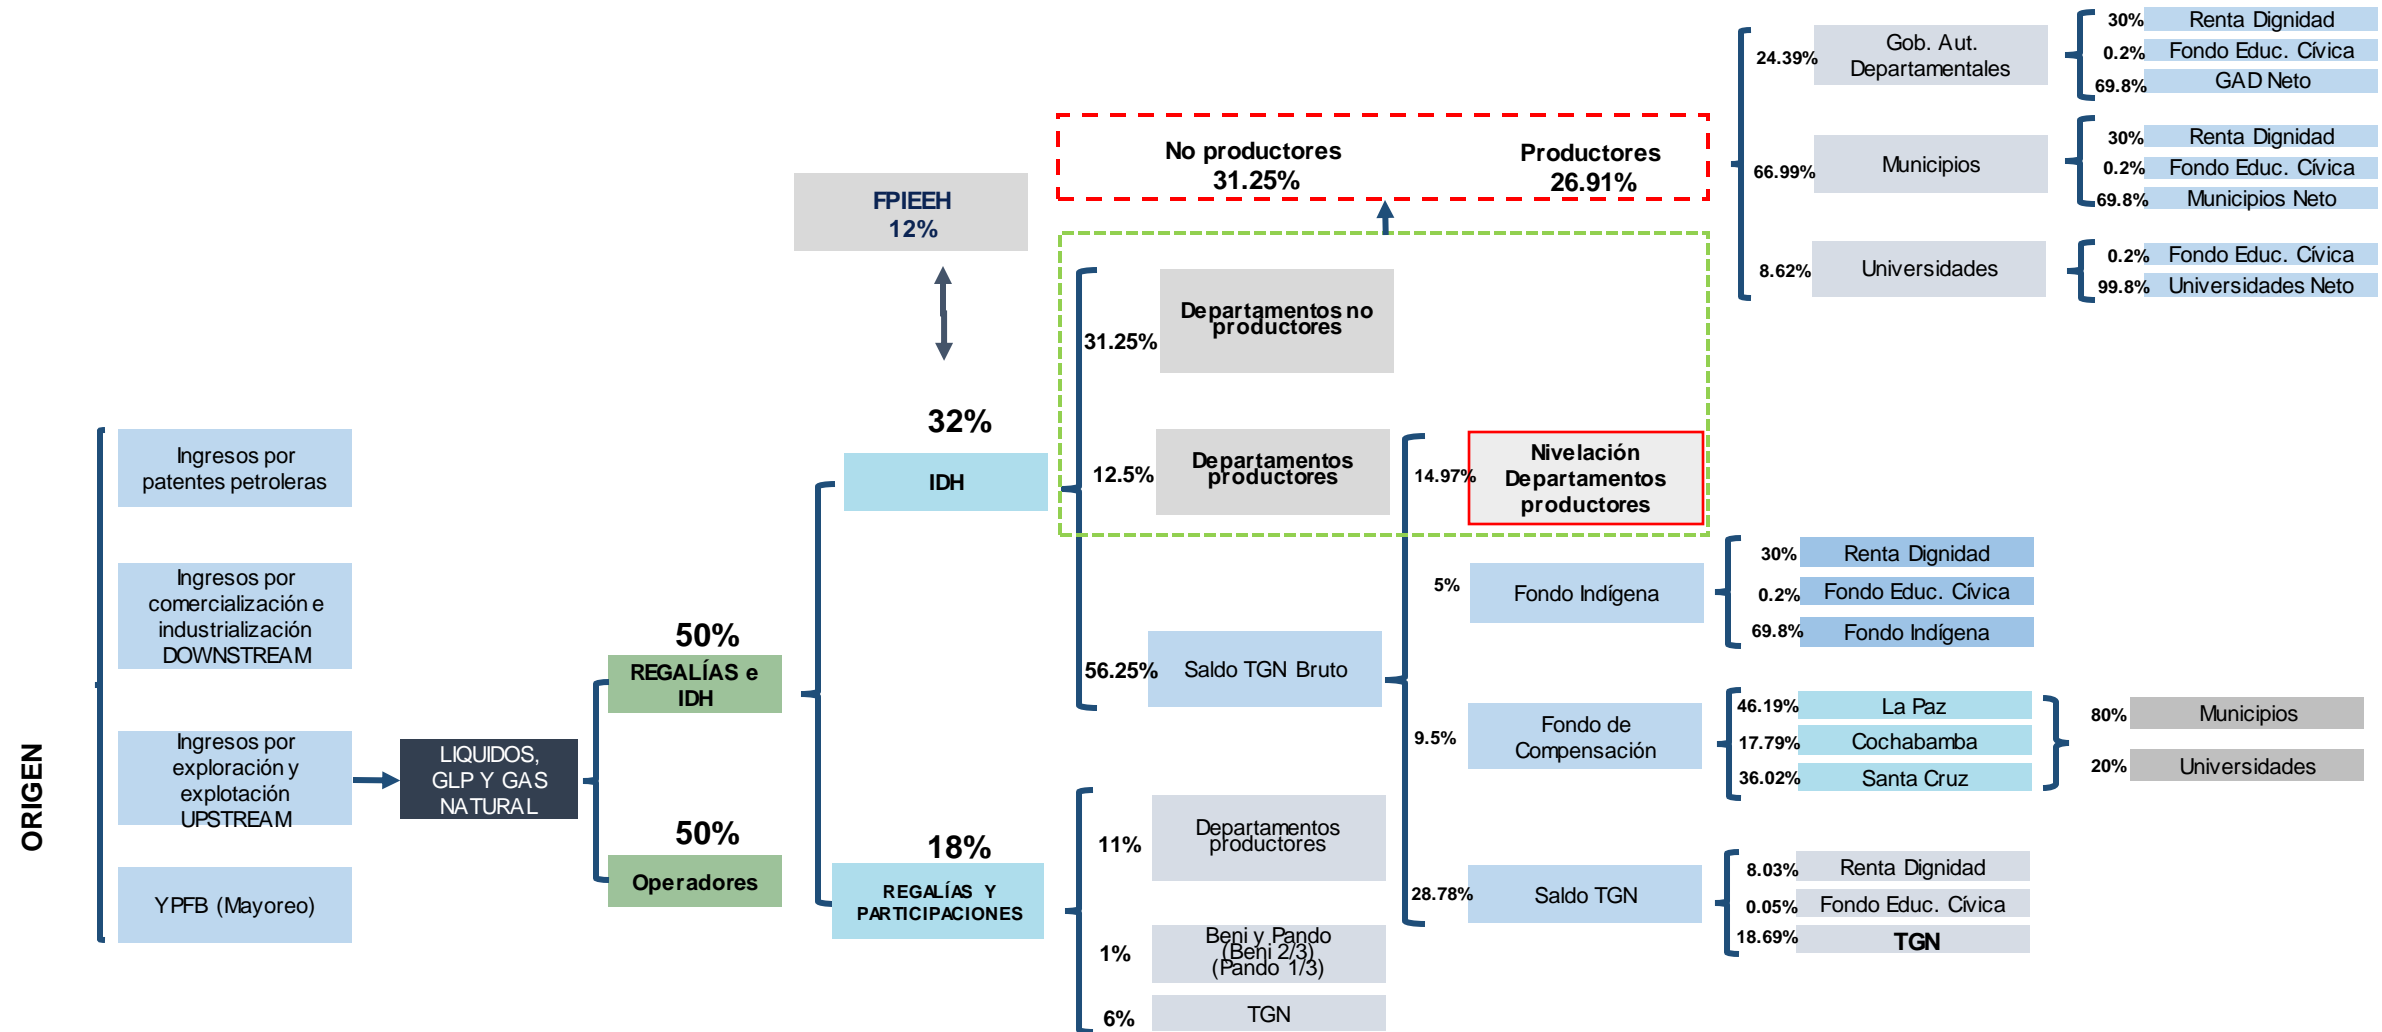 ORIGEN
Ingresos por
patentes petroleras
Ingresos por
comercialización e
industrialización
DOWNSTREAM
Ingresos por
exploración y
explotación
UPSTREAM
YPFB (Mayoreo)
LIQUIDOS,
GLP Y GAS
NATURAL
50%
REGALÍAS e
IDH
50%
Operadores
FPIEEH
12%
32%
IDH
18%
REGALÍAS Y
PARTICIPACIONES
No productores
31.25%
Productores
26.91%
31.25%
Departamentos no
productores
12.5%
Departamentos
productores
56.25%
Saldo TGN Bruto
11%
Departamentos
productores
1%
Beni y Pando
(Beni 2/3)
(Pando 1/3)
6%
TGN
14.97%
Nivelación
Departamentos
productores
5%
Fondo Indígena
9.5%
Fondo de
Compensación
28.78%
Saldo TGN
24.39%
Gob. Aut.
Departamentales
30%
Renta Dignidad
0.2%
Fondo Educ. Cívica
69.8%
GAD Neto
66.99%
Municipios
30%
Renta Dignidad
0.2%
Fondo Educ. Cívica
69.8%
Municipios Neto
8.62%
Universidades
0.2%
Fondo Educ. Cívica
99.8%
Universidades Neto
30%
Renta Dignidad
0.2%
Fondo Educ. Cívica
69.8%
Fondo Indígena
46.19%
La Paz
17.79%
Cochabamba
36.02%
Santa Cruz
80%
Municipios
20%
Universidades
8.03%
Renta Dignidad
0.05%
Fondo Educ. Cívica
18.69%
TGN